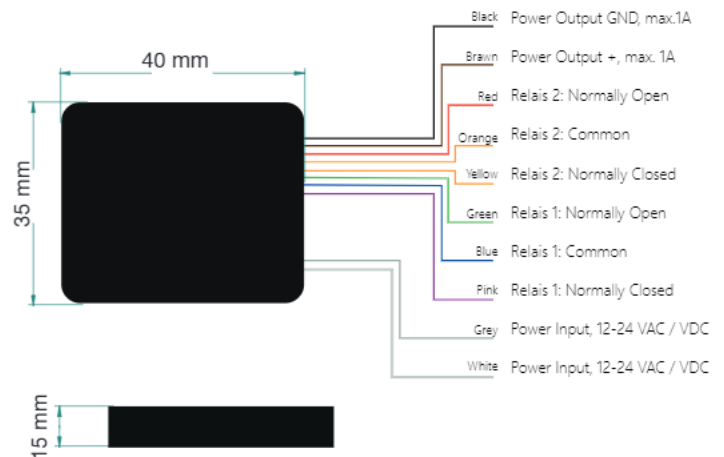 Black Power Output GND, max.1A
40 mm
Brawn Power Output +, max. 1A
Red Relais 2: Normally Open
Orange Relais 2: Common
Yellow Relais 2: Normally Closed
35 mm
Green Relais 1: Normally Open
Blue Relais 1: Common
Pink Relais 1: Normally Closed
Grey Power Input, 12-24 VAC / VDC
White Power Input, 12-24 VAC / VDC
15 mm